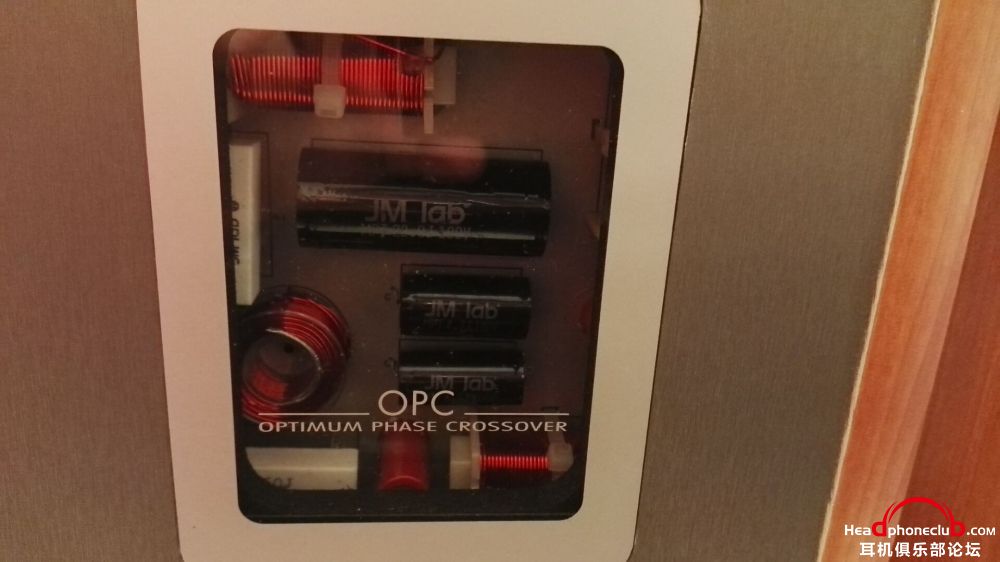 JM lab
JM lab
JM lab
OPC
OPTIMUM PHASE CROSSOVER
Headphoneclub.com
耳机俱乐部论坛